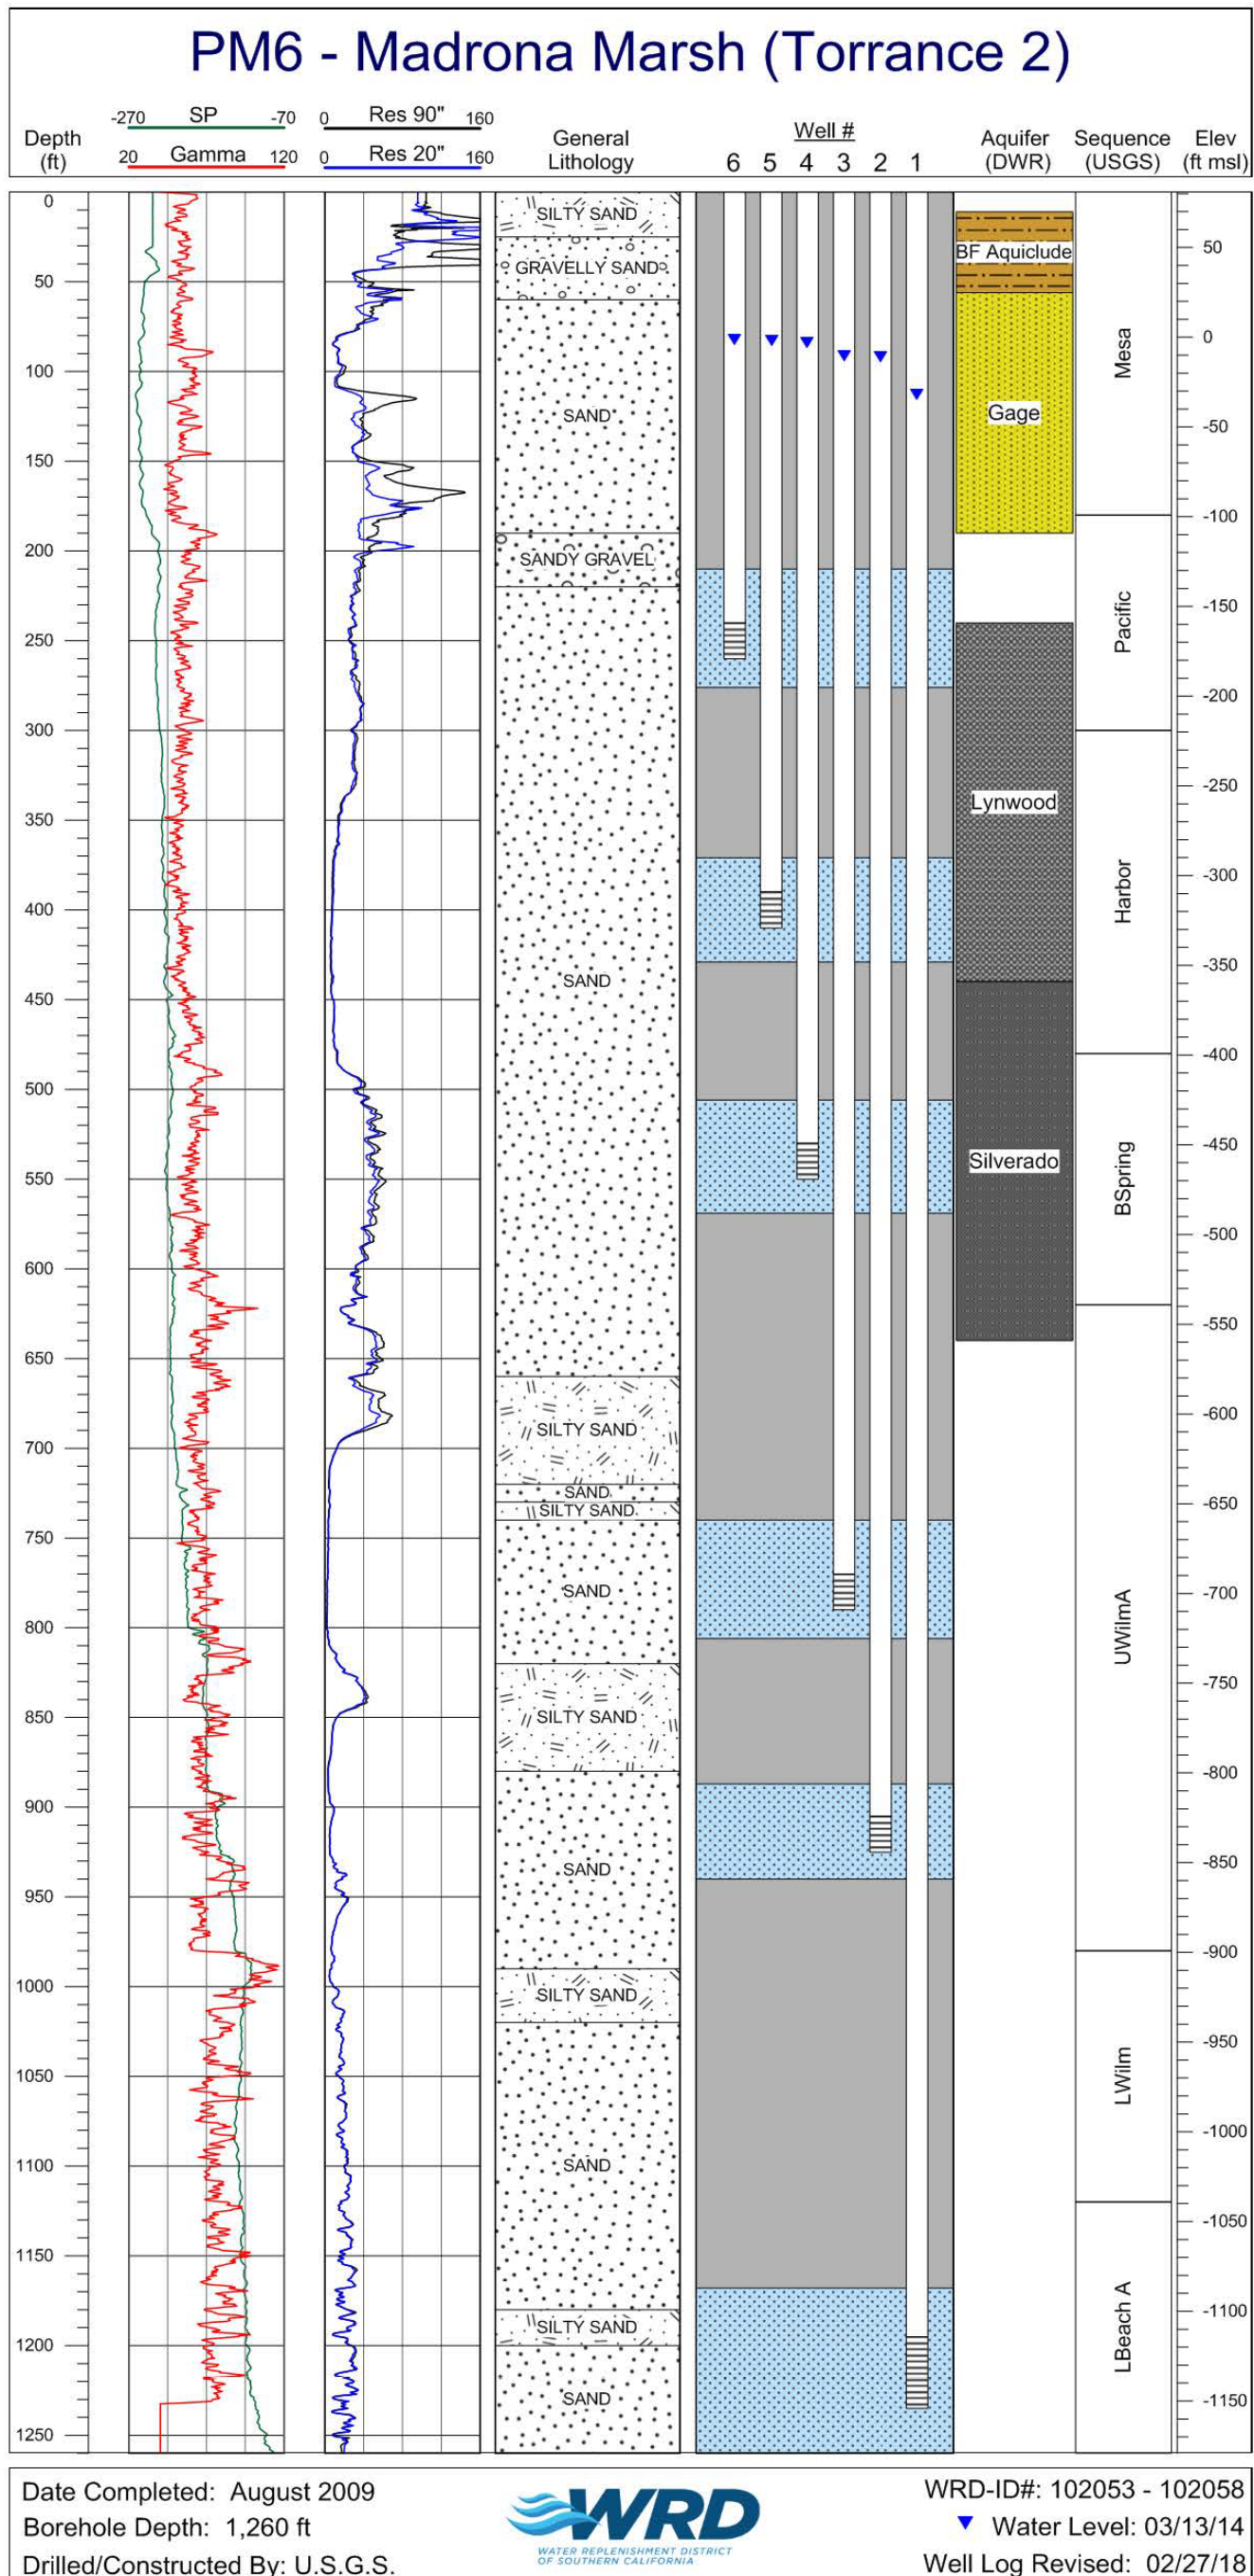 PM6 - Madrona Marsh (Torrance 2)
-270 SP -70 0 Res 90" 160
Depth (ft) 20 Gamma 120 0 Res 20" 160 General Lithology Well # 6 5 4 3 2 1 Aquifer (DWR) Sequence (USGS) Elev (ft msl)
0
50
100
150
200
250
300
350
400
450
500
550
600
650
700
750
800
850
900
950
1000
1050
1100
1150
1200
1250
SILTY SAND
GRAVELLY SAND
SAND
SANDY GRAVEL
SAND
SILTY SAND
SAND
SILTY SAND
SAND
SILTY SAND
SAND
SILTY SAND
SAND
SILTY SAND
SAND
BF Aquiclude
Gage
Lynwood
Silverado
Mesa
Pacific
Harbor
BSpring
UWilmA
LWilm
LBeach A
50
0
-50
-100
-150
-200
-250
-300
-350
-400
-450
-500
-550
-600
-650
-700
-750
-800
-850
-900
-950
-1000
-1050
-1100
-1150
Date Completed: August 2009
Borehole Depth: 1,260 ft
Drilled/Constructed By: U.S.G.S.
WRD
WATER REPLENISHMENT DISTRICT
OF SOUTHERN CALIFORNIA
WRD-ID#: 102053 - 102058
Water Level: 03/13/14
Well Log Revised: 02/27/18